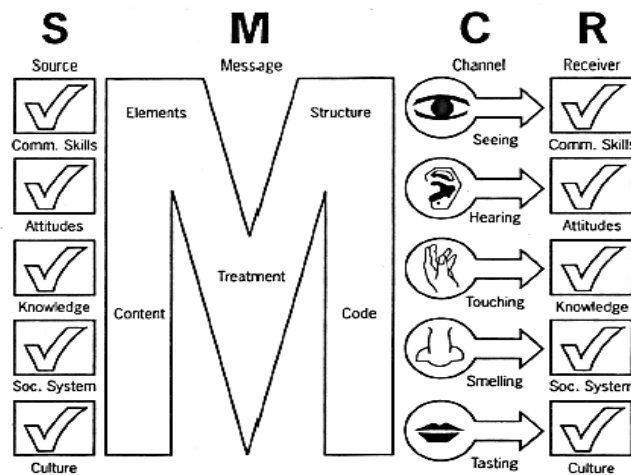 S M C R
Source Message Channel Receiver
Elements Structure
Comm. Skills Seeing Comm. Skills
Attitudes Hearing Attitudes
Treatment
Knowledge Content Code Touching Knowledge
Soc. System Smelling Soc. System
Culture Tasting Culture